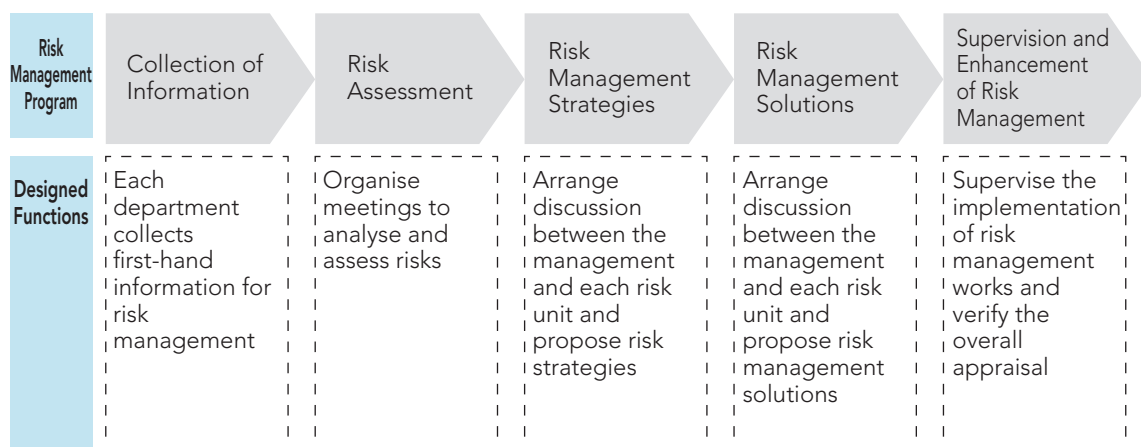 Risk
Management
Program
Collection of
Information
Risk
Assessment
Risk
Management
Strategies
Risk
Management
Solutions
Supervision and
Enhancement
of Risk
Management
Designed
Functions
Each
department
collects
first-hand
information for
risk
management
Organise
meetings to
analyse and
assess risks
Arrange
discussion
between the
management
and each risk
unit and
propose risk
strategies
Arrange
discussion
between the
management
and each risk
unit and
propose risk
management
solutions
Supervise the
implementation
of risk
management
works and
verify the
overall
appraisal